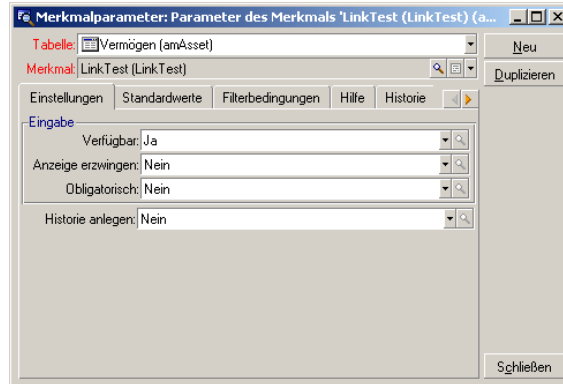 Merkmalparameter: Parameter des Merkmals 'LinkTest (LinkTest) (a...
Tabelle: Vermögen (amAsset)
Neu
Merkmal: LinkTest (LinkTest)
Duplizieren
Einstellungen Standardwerte Filterbedingungen Hilfe Historie
Eingabe
Verfügbar: Ja
Anzeige erzwingen: Nein
Obligatorisch: Nein
Historie anlegen: Nein
Schließen